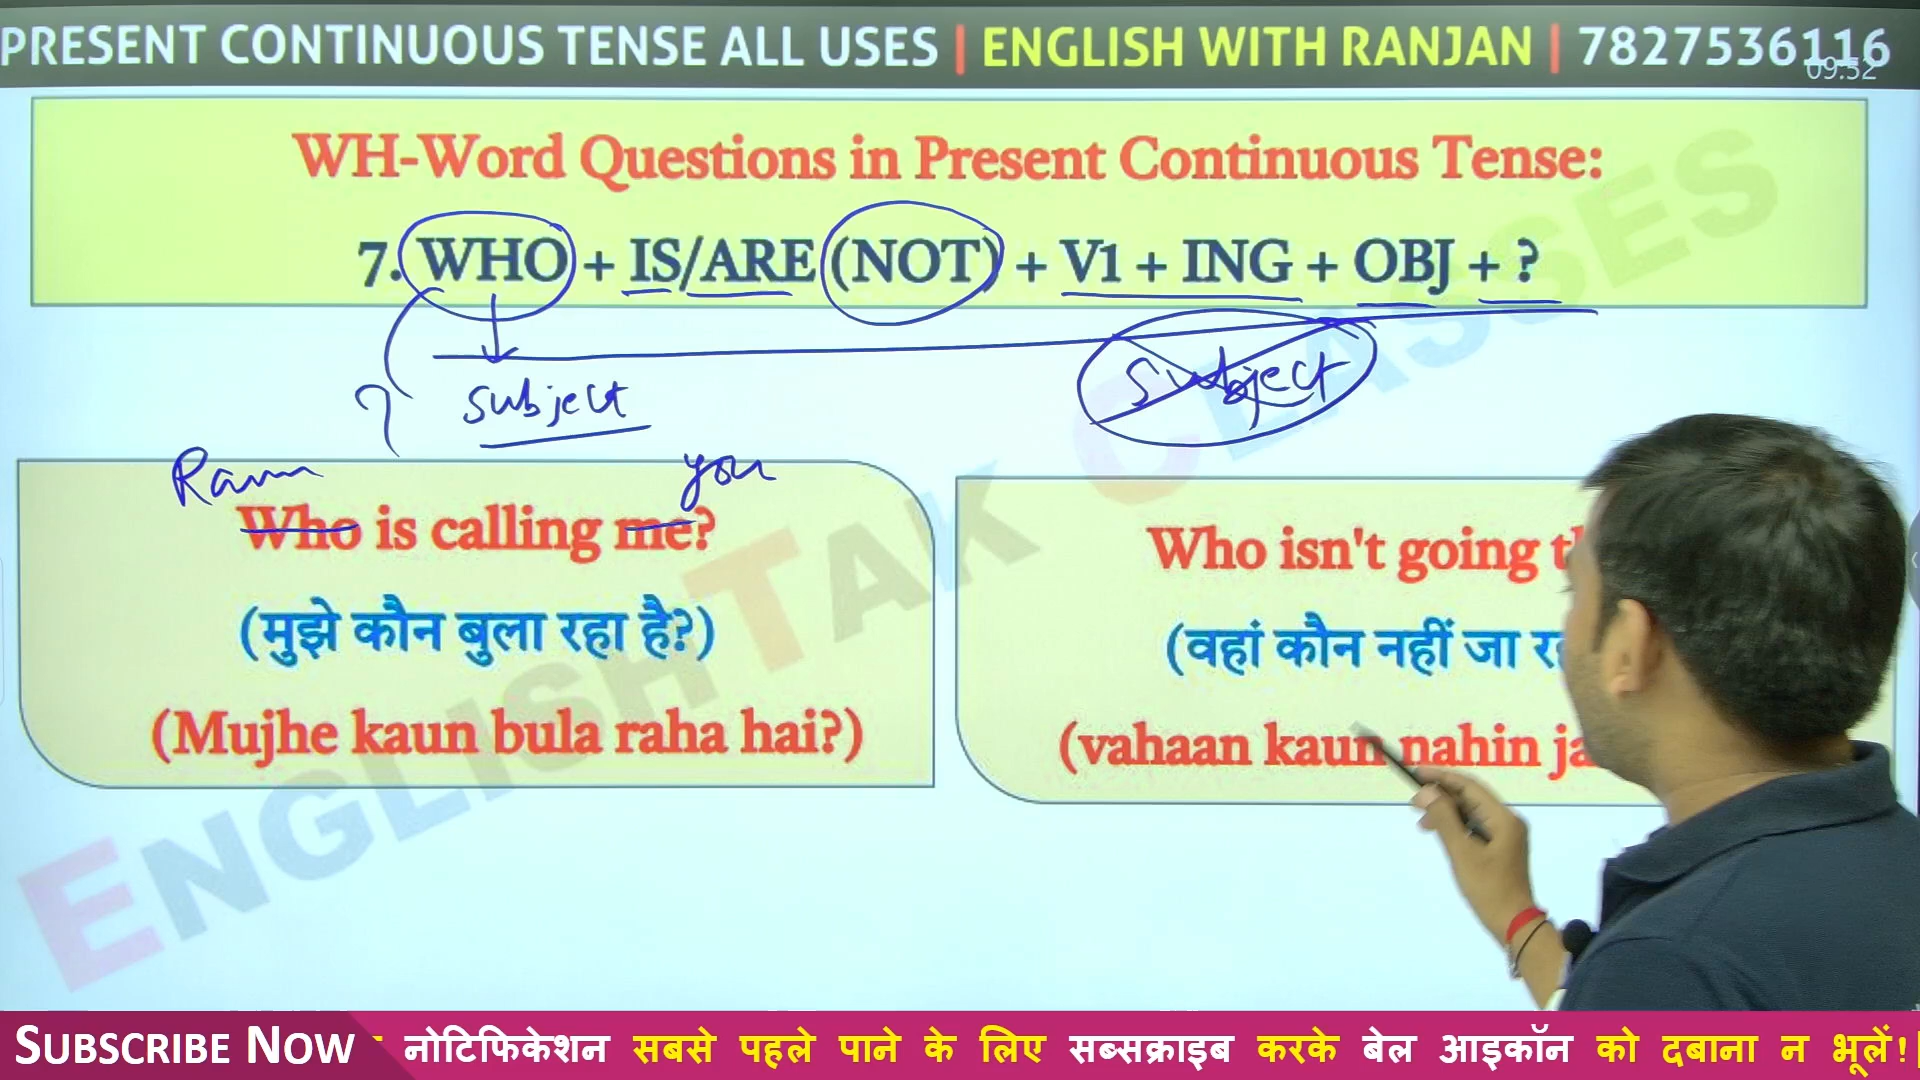 PRESENT CONTINUOUS TENSE ALL USES | ENGLISH WITH RANJAN | 7827536116
09:52
WH-Word Questions in Present Continuous Tense:
7. WHO + IS/ARE (NOT) + V1 + ING + OBJ + ?
subject
subject
Ram
you
Who is calling me?
(मुझे कौन बुला रहा है?)
(Mujhe kaun bula raha hai?)
Who isn't going
(वहां कौन नहीं जा
(vahaan kaun nahin
ENGLISH TAK CLASSES
SUBSCRIBE NOW
नोटिफिकेशन सबसे पहले पाने के लिए सब्सक्राइब करके बेल आइकॉन को दबाना न भूलें!